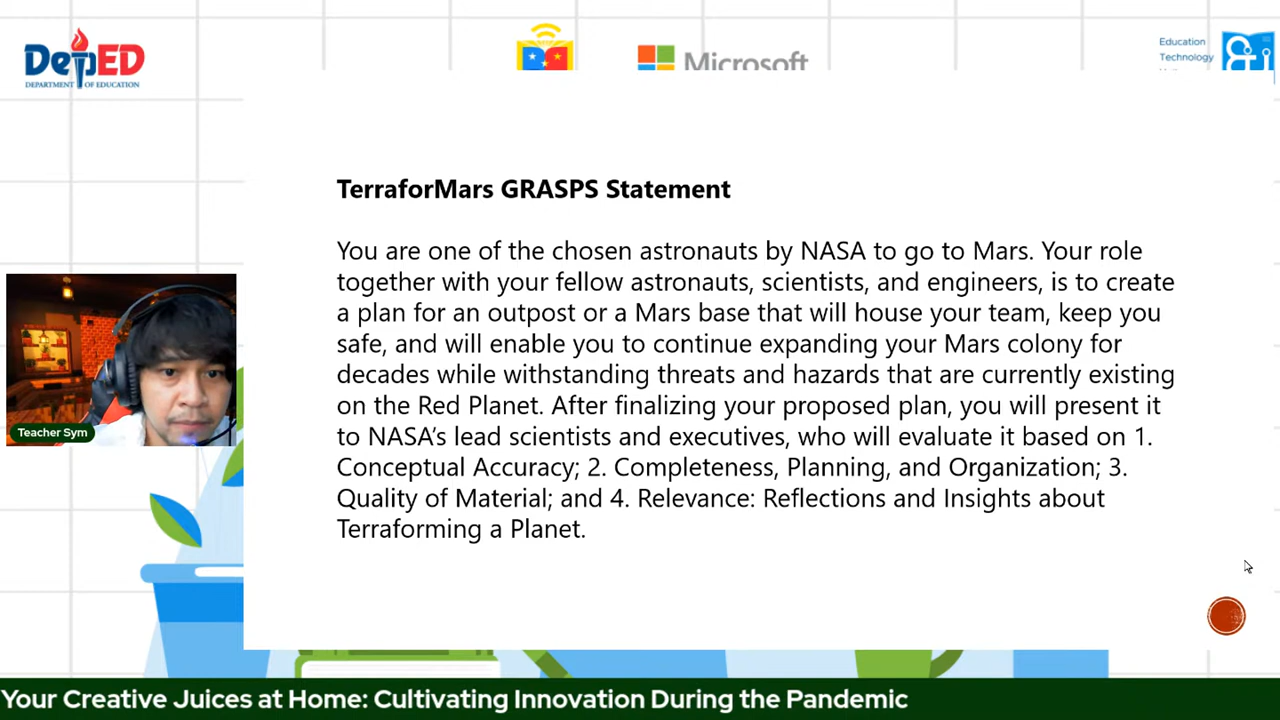 DepED
DEPARTMENT OF EDUCATION
Microsoft
Education
Technology
TerraforMars GRASPS Statement
You are one of the chosen astronauts by NASA to go to Mars. Your role
together with your fellow astronauts, scientists, and engineers, is to create
a plan for an outpost or a Mars base that will house your team, keep you
safe, and will enable you to continue expanding your Mars colony for
decades while withstanding threats and hazards that are currently existing
on the Red Planet. After finalizing your proposed plan, you will present it
to NASA’s lead scientists and executives, who will evaluate it based on 1.
Conceptual Accuracy; 2. Completeness, Planning, and Organization; 3.
Quality of Material; and 4. Relevance: Reflections and Insights about
Terraforming a Planet.
Teacher Sym
Your Creative Juices at Home: Cultivating Innovation During the Pandemic